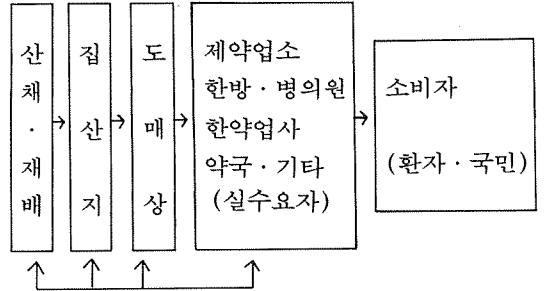 산채·재배
집산지
도매상
제약업소
한방·병의원
한약업사
약국·기타
(실수요자)
소비자
(환자·국민)